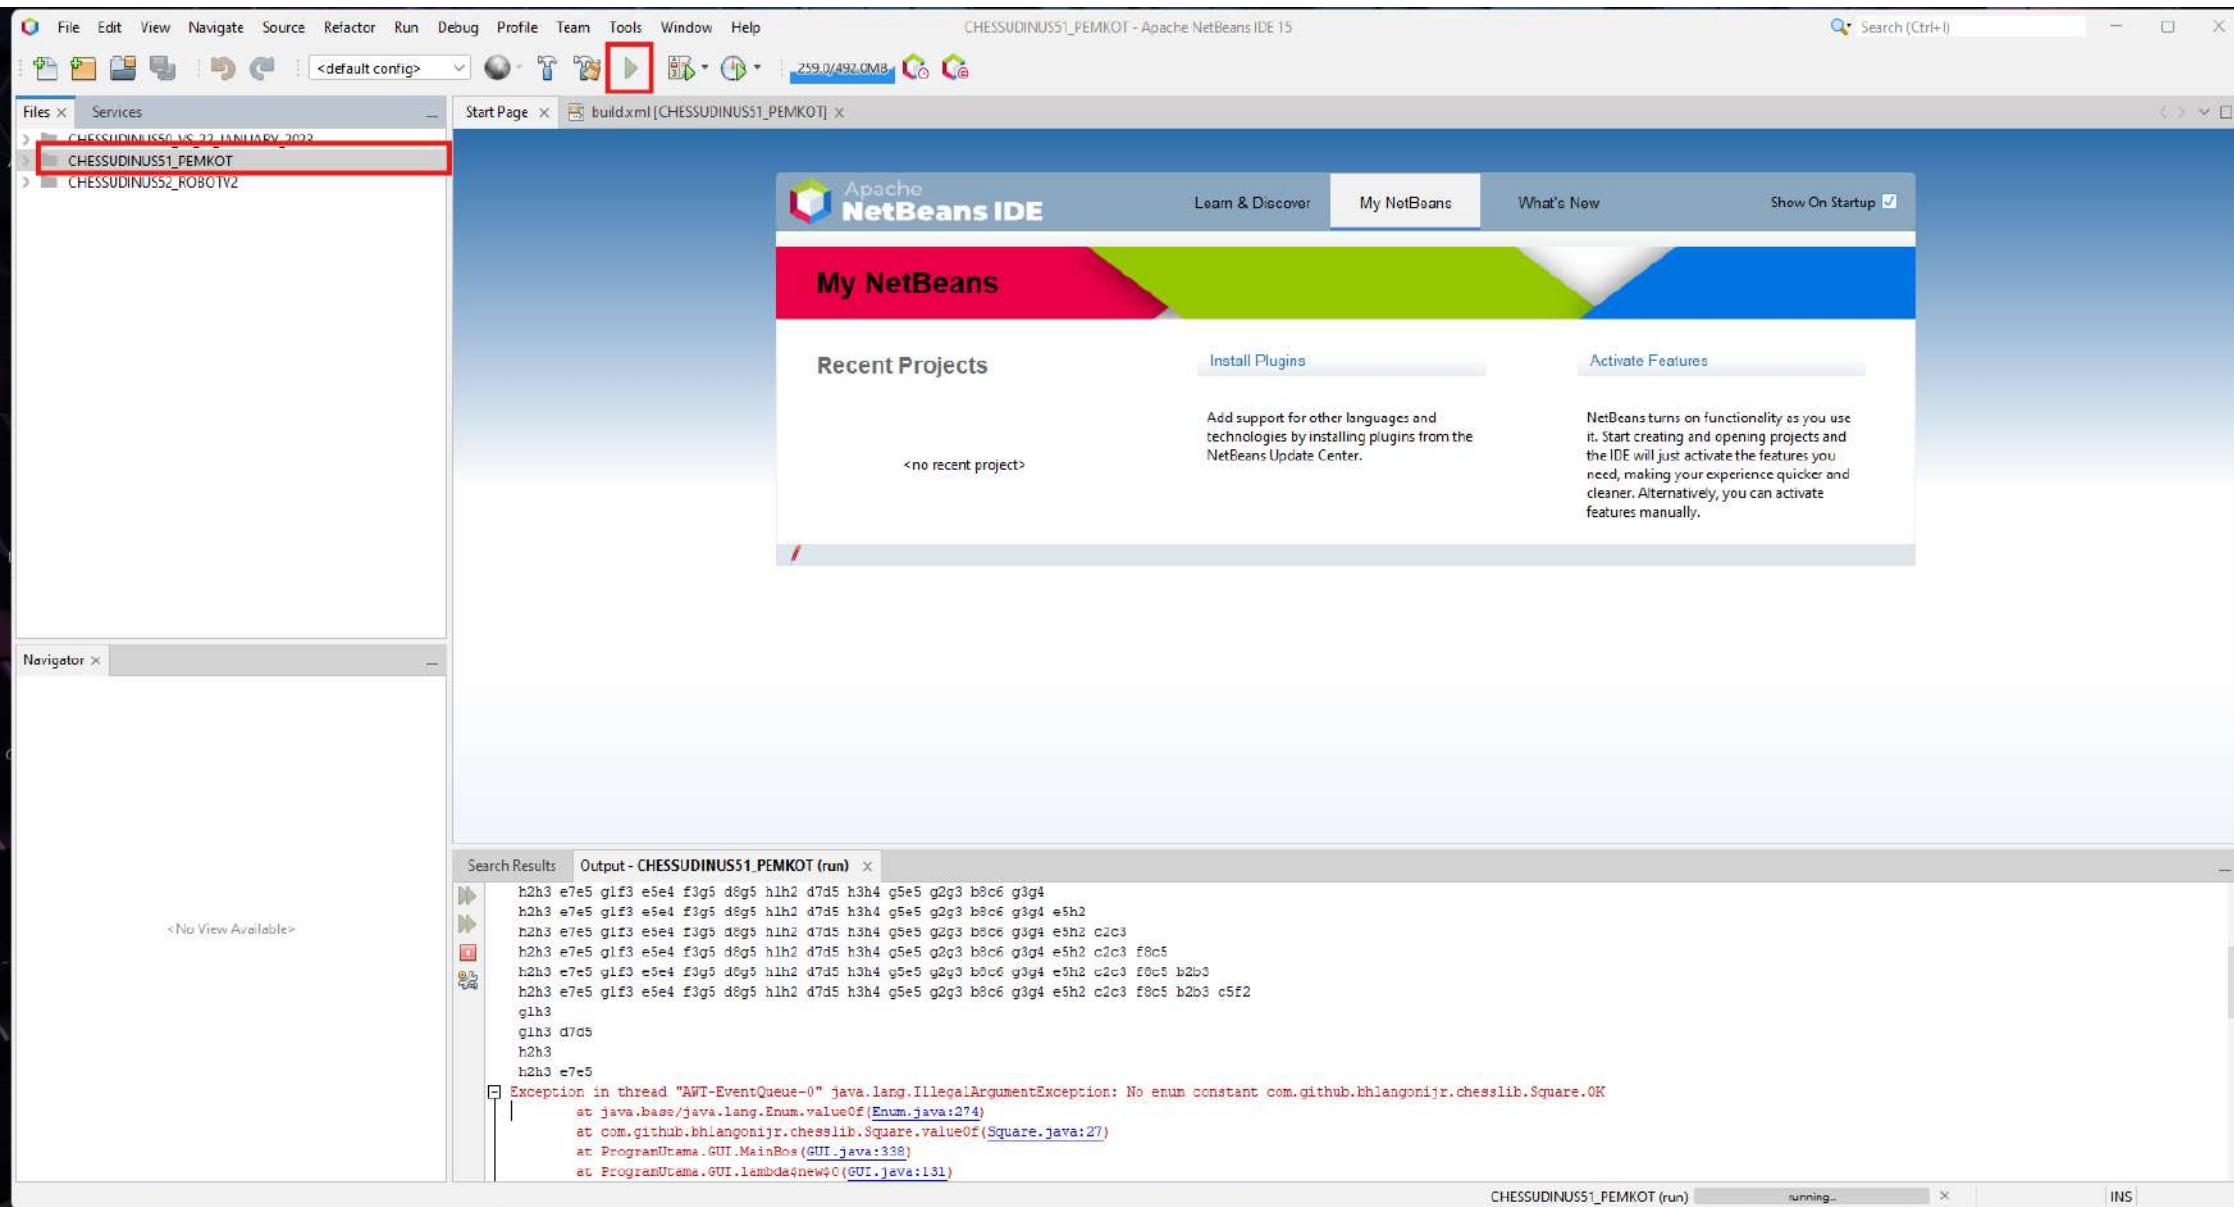 File Edit View Navigate Source Refactor Run Debug Profile Team Tools Window Help
CHESSUDINUS51_PEMKOT - Apache NetBeans IDE 15
Search (Ctrl+I)
<default config>
259.0/492.0MB
Files
Services
Start Page
build.xml [CHESSUDINUS51_PEMKOT]
CHESSUDINUS50_VS_22_JANUARY_2023
CHESSUDINUS51_PEMKOT
CHESSUDINUS52_ROBOTV2
Apache
NetBeans IDE
Learn & Discover
My NetBeans
What's New
Show On Startup
My NetBeans
Recent Projects
<no recent project>
Install Plugins
Add support for other languages and
technologies by installing plugins from the
NetBeans Update Center.
Activate Features
NetBeans turns on functionality as you use
it. Start creating and opening projects and
the IDE will just activate the features you
need, making your experience quicker and
cleaner. Alternatively, you can activate
features manually.
Navigator
<No View Available>
Search Results
Output - CHESSUDINUS51_PEMKOT (run)
h2h3 e7e5 g1f3 e5e4 f3g5 d8g5 h1h2 d7d5 h3h4 g5e5 g2g3 b8c6 g3g4
h2h3 e7e5 g1f3 e5e4 f3g5 d8g5 h1h2 d7d5 h3h4 g5e5 g2g3 b8c6 g3g4 e5h2
h2h3 e7e5 g1f3 e5e4 f3g5 d8g5 h1h2 d7d5 h3h4 g5e5 g2g3 b8c6 g3g4 e5h2 c2c3
h2h3 e7e5 g1f3 e5e4 f3g5 d8g5 h1h2 d7d5 h3h4 g5e5 g2g3 b8c6 g3g4 e5h2 c2c3 f8c5
h2h3 e7e5 g1f3 e5e4 f3g5 d8g5 h1h2 d7d5 h3h4 g5e5 g2g3 b8c6 g3g4 e5h2 c2c3 f8c5 b2b3
h2h3 e7e5 g1f3 e5e4 f3g5 d8g5 h1h2 d7d5 h3h4 g5e5 g2g3 b8c6 g3g4 e5h2 c2c3 f8c5 b2b3 c5f2
g1h3
g1h3 d7d5
h2h3
h2h3 e7e5
Exception in thread "AWT-EventQueue-0" java.lang.IllegalArgumentException: No enum constant com.github.bhlangonijr.chesslib.Square.OK
at java.base/java.lang.Enum.valueOf(Enum.java:274)
at com.github.bhlangonijr.chesslib.Square.valueOf(Square.java:27)
at ProgramUtama.GUI.MainBos(GUI.java:338)
at ProgramUtama.GUI.lambda$new$0(GUI.java:131)
CHESSUDINUS51_PEMKOT (run)
running...
INS